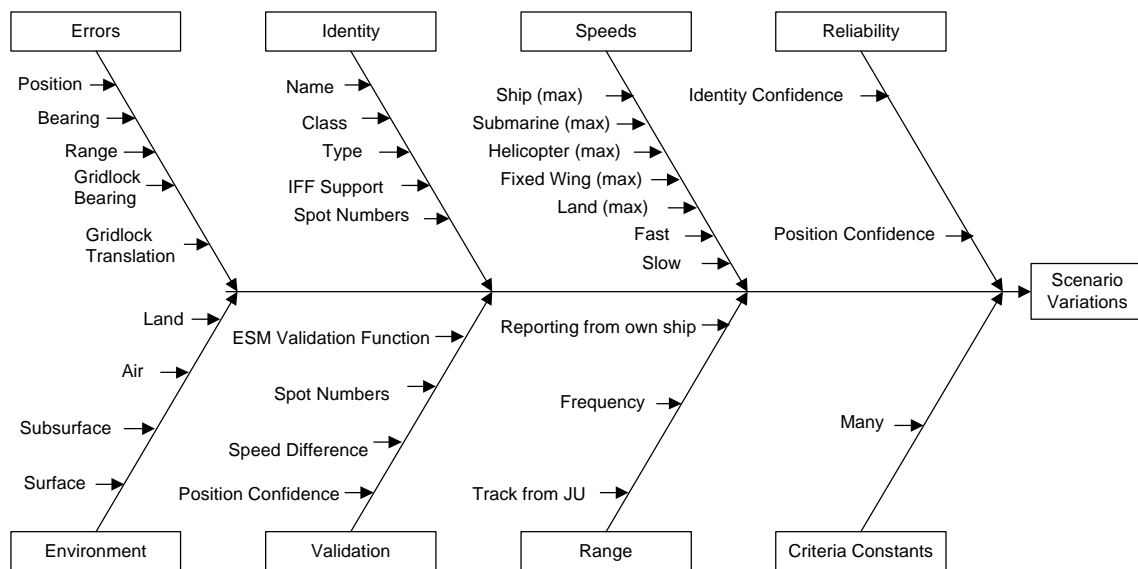 Errors
Identity
Speeds
Reliability
Position
Bearing
Range
Gridlock
Bearing
Gridlock
Translation
Name
Class
Type
IFF Support
Spot Numbers
Ship (max)
Submarine (max)
Helicopter (max)
Fixed Wing (max)
Land (max)
Fast
Slow
Identity Confidence
Position Confidence
Scenario
Variations
Land
Air
Subsurface
Surface
ESM Validation Function
Spot Numbers
Speed Difference
Position Confidence
Reporting from own ship
Frequency
Track from JU
Many
Environment
Validation
Range
Criteria Constants